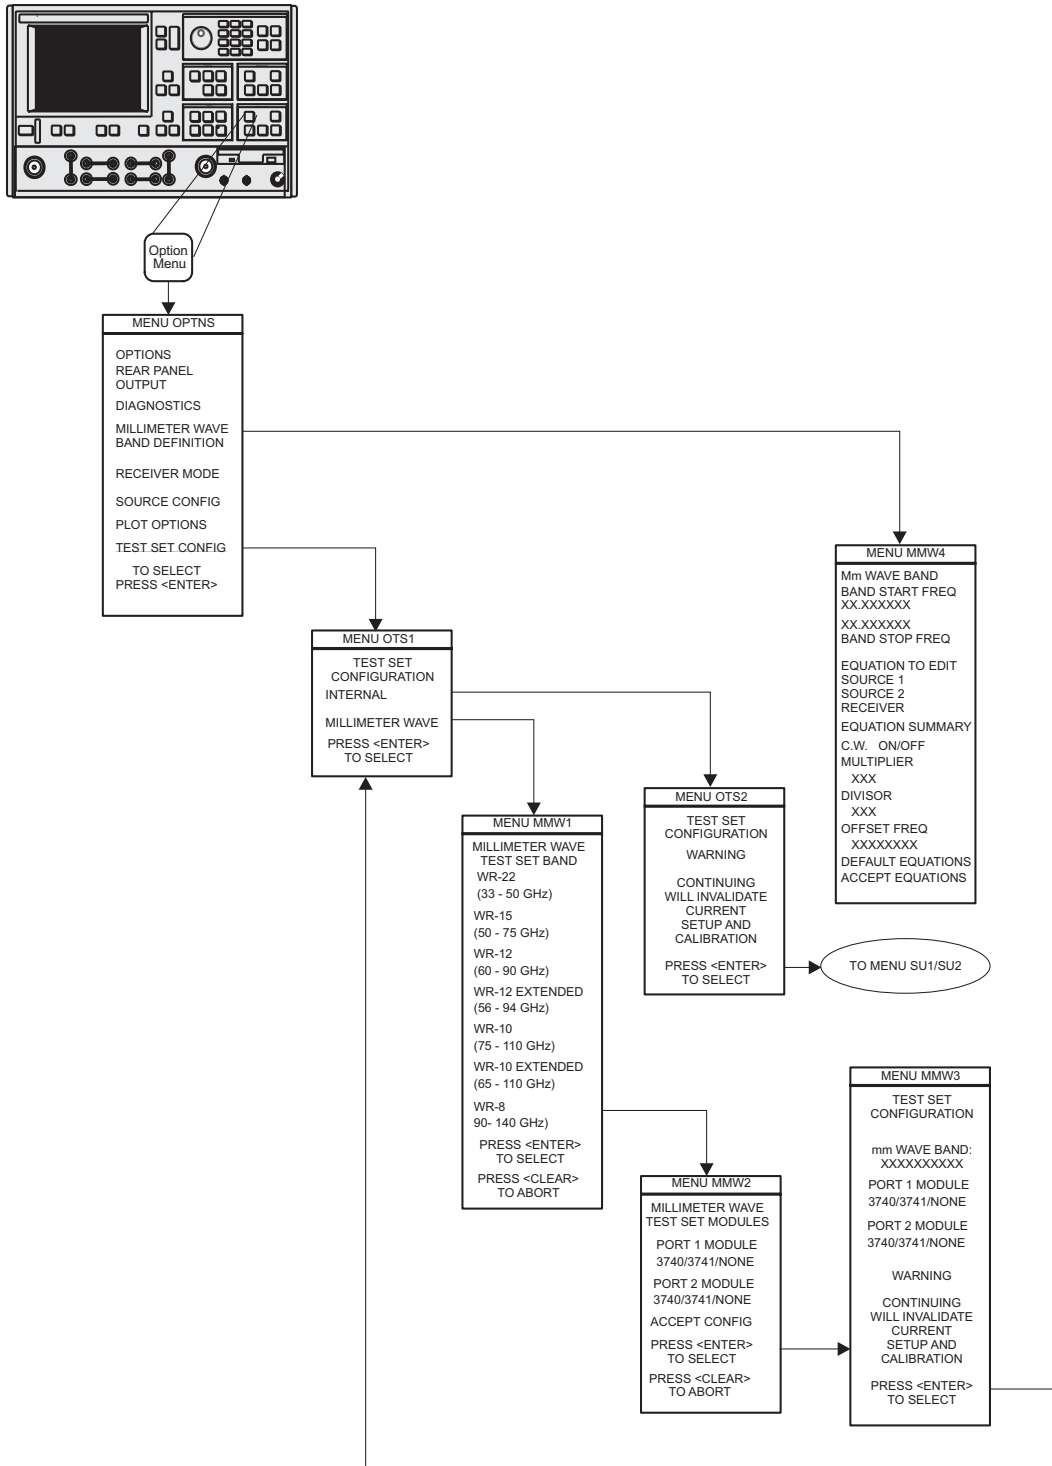 Option
Menu
MENU OPTNS
OPTIONS
REAR PANEL
OUTPUT
DIAGNOSTICS
MILLIMETER WAVE
BAND DEFINITION
RECEIVER MODE
SOURCE CONFIG
PLOT OPTIONS
TEST SET CONFIG
TO SELECT
PRESS <ENTER>
MENU OTS1
TEST SET
CONFIGURATION
INTERNAL
MILLIMETER WAVE
PRESS <ENTER>
TO SELECT
MENU MMW1
MILLIMETER WAVE
TEST SET BAND
WR-22
(33 - 50 GHz)
WR-15
(50 - 75 GHz)
WR-12
(60 - 90 GHz)
WR-12 EXTENDED
(56 - 94 GHz)
WR-10
(75 - 110 GHz)
WR-10 EXTENDED
(65 - 110 GHz)
WR-8
90- 140 GHz)
PRESS <ENTER>
TO SELECT
PRESS <CLEAR>
TO ABORT
MENU OTS2
TEST SET
CONFIGURATION
WARNING
CONTINUING
WILL INVALIDATE
CURRENT
SETUP AND
CALIBRATION
PRESS <ENTER>
TO SELECT
TO MENU SU1/SU2
MENU MMW4
Mm WAVE BAND
BAND START FREQ
XX.XXXXXX
XX.XXXXXX
BAND STOP FREQ
EQUATION TO EDIT
SOURCE 1
SOURCE 2
RECEIVER
EQUATION SUMMARY
C.W. ON/OFF
MULTIPLIER
XXX
DIVISOR
XXX
OFFSET FREQ
XXXXXXXX
DEFAULT EQUATIONS
ACCEPT EQUATIONS
MENU MMW2
MILLIMETER WAVE
TEST SET MODULES
PORT 1 MODULE
3740/3741/NONE
PORT 2 MODULE
3740/3741/NONE
ACCEPT CONFIG
PRESS <ENTER>
TO SELECT
PRESS <CLEAR>
TO ABORT
MENU MMW3
TEST SET
CONFIGURATION
mm WAVE BAND:
XXXXXXXXXX
PORT 1 MODULE
3740/3741/NONE
PORT 2 MODULE
3740/3741/NONE
WARNING
CONTINUING
WILL INVALIDATE
CURRENT
SETUP AND
CALIBRATION
PRESS <ENTER>
TO SELECT